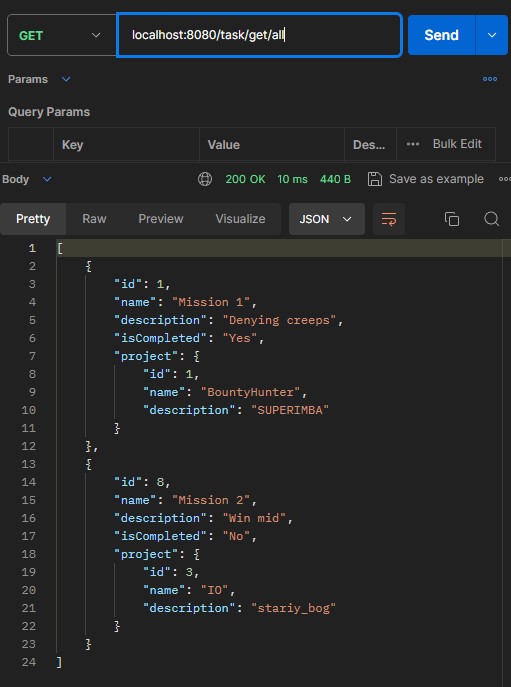 GET localhost:8080/task/get/all Send
Params
Query Params
Key Value Des... Bulk Edit
Body 200 OK 10 ms 440 B Save as example
Pretty Raw Preview Visualize JSON
1 [
2     {
3         "id": 1,
4         "name": "Mission 1",
5         "description": "Denying creeps",
6         "isCompleted": "Yes",
7         "project": {
8             "id": 1,
9             "name": "BountyHunter",
10             "description": "SUPERIMBA"
11         }
12     },
13     {
14         "id": 8,
15         "name": "Mission 2",
16         "description": "Win mid",
17         "isCompleted": "No",
18         "project": {
19             "id": 3,
20             "name": "IO",
21             "description": "stariy_bog"
22         }
23     }
24 ]